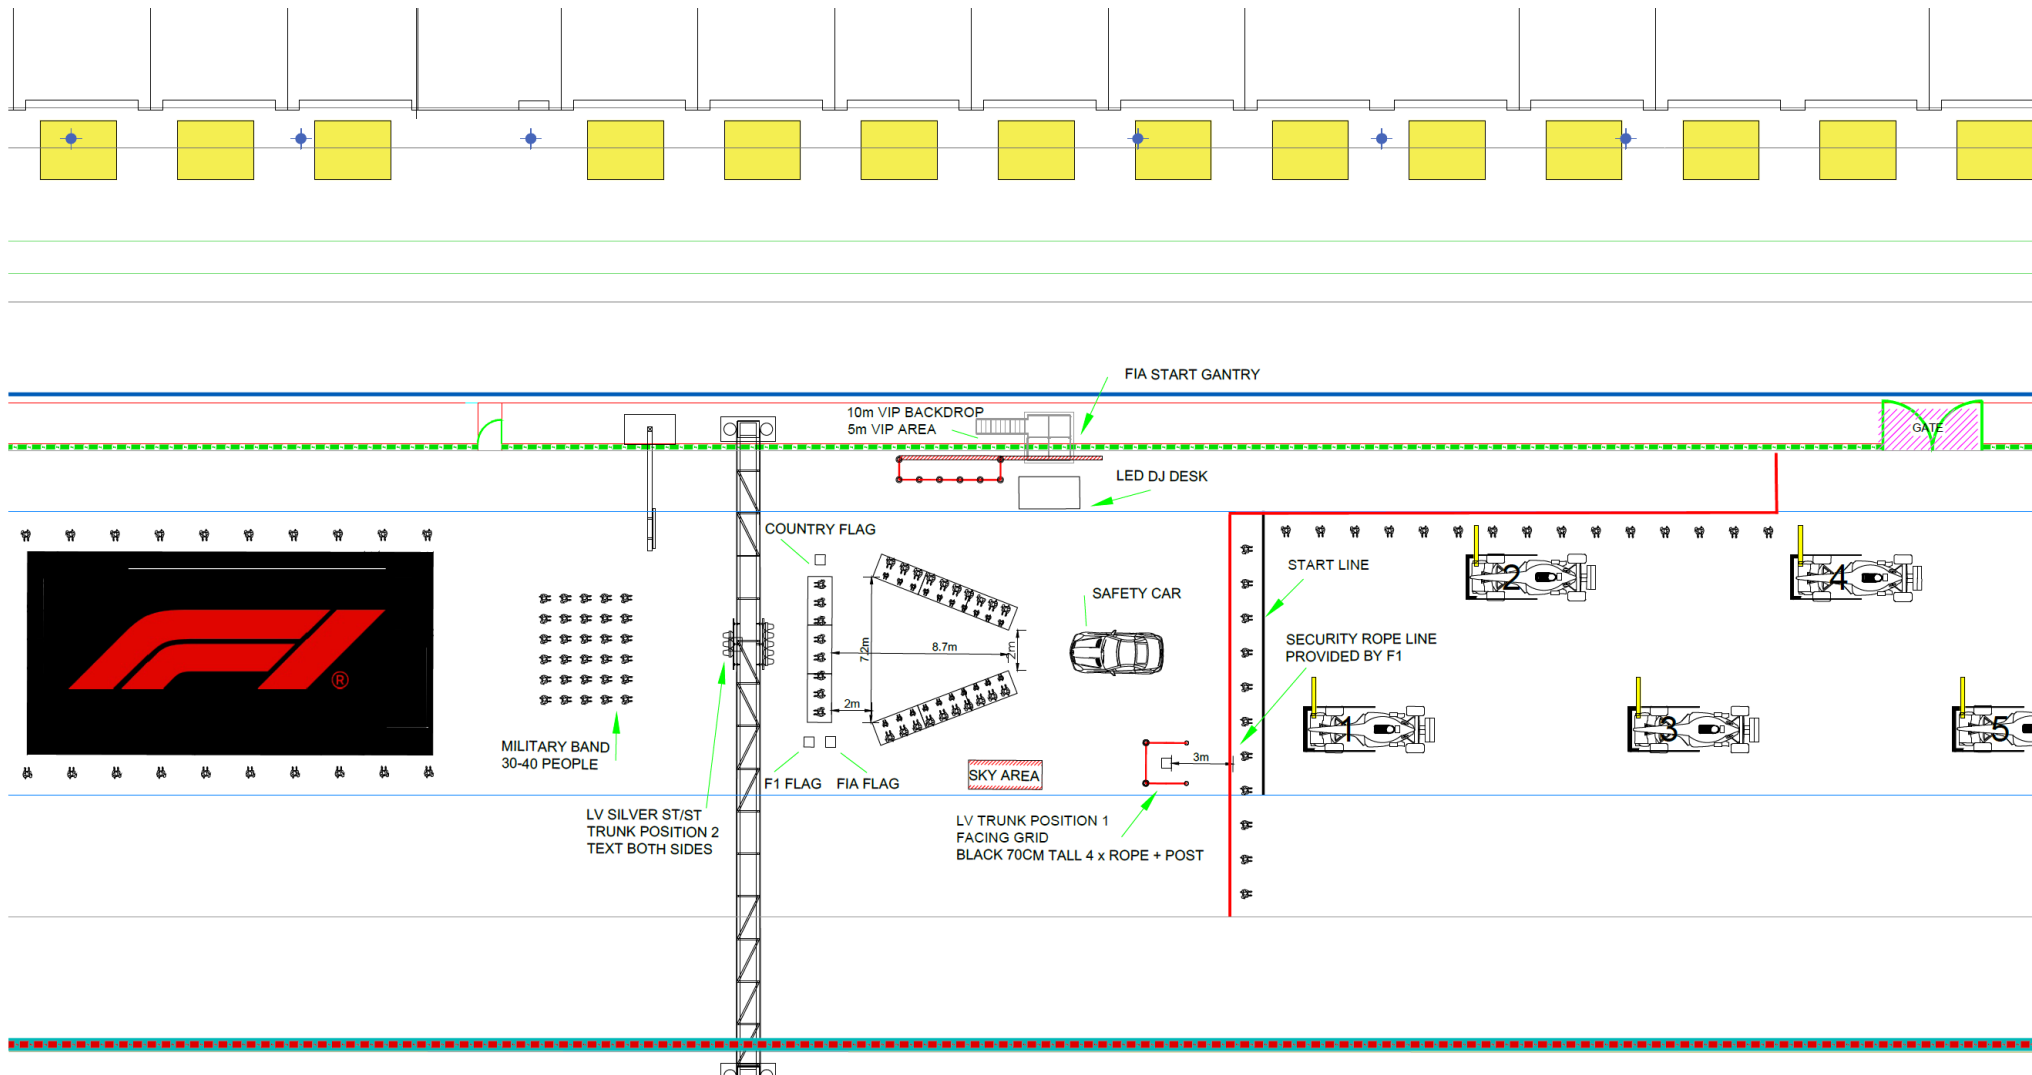 FIA START GANTRY
10m VIP BACKDROP
5m VIP AREA
GATE
LED DJ DESK
COUNTRY FLAG
START LINE
SAFETY CAR
2
4
SECURITY ROPE LINE
PROVIDED BY F1
7.2m
8.7m
2m
®
2m
1
3
5
MILITARY BAND
30-40 PEOPLE
3m
SKY AREA
F1 FLAG
FIA FLAG
LV SILVER ST/ST
TRUNK POSITION 2
TEXT BOTH SIDES
LV TRUNK POSITION 1
FACING GRID
BLACK 70CM TALL 4 x ROPE + POST